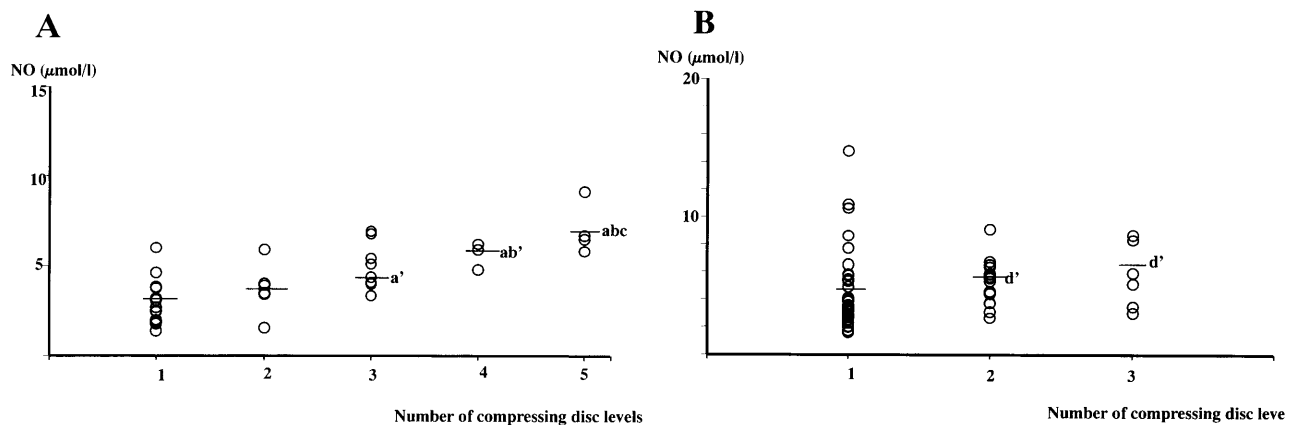 A
NO (μmol/l)
15
10
5
abc
ab'
a'
1 2 3 4 5
Number of compressing disc levels
B
NO (μmol/l)
20
10
d'
d'
1 2 3
Number of compressing disc leve